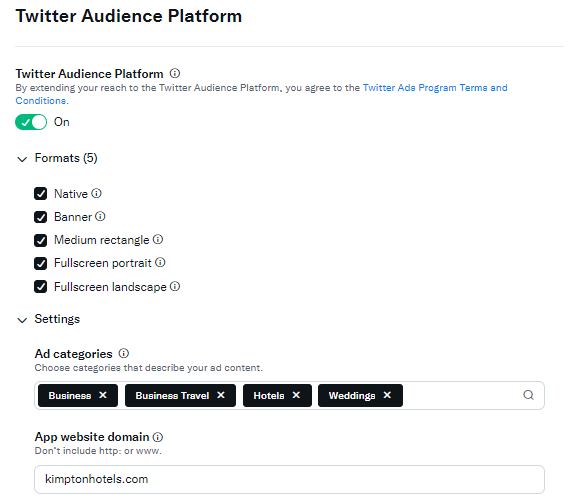 Twitter Audience Platform
Twitter Audience Platform
By extending your reach to the Twitter Audience Platform, you agree to the Twitter Ads Program Terms and
Conditions.
On
Formats (5)
Native
Banner
Medium rectangle
Fullscreen portrait
Fullscreen landscape
Settings
Ad categories
Choose categories that describe your ad content.
Business Business Travel Hotels Weddings
App website domain
Don't include http: or www.
kimptonhotels.com